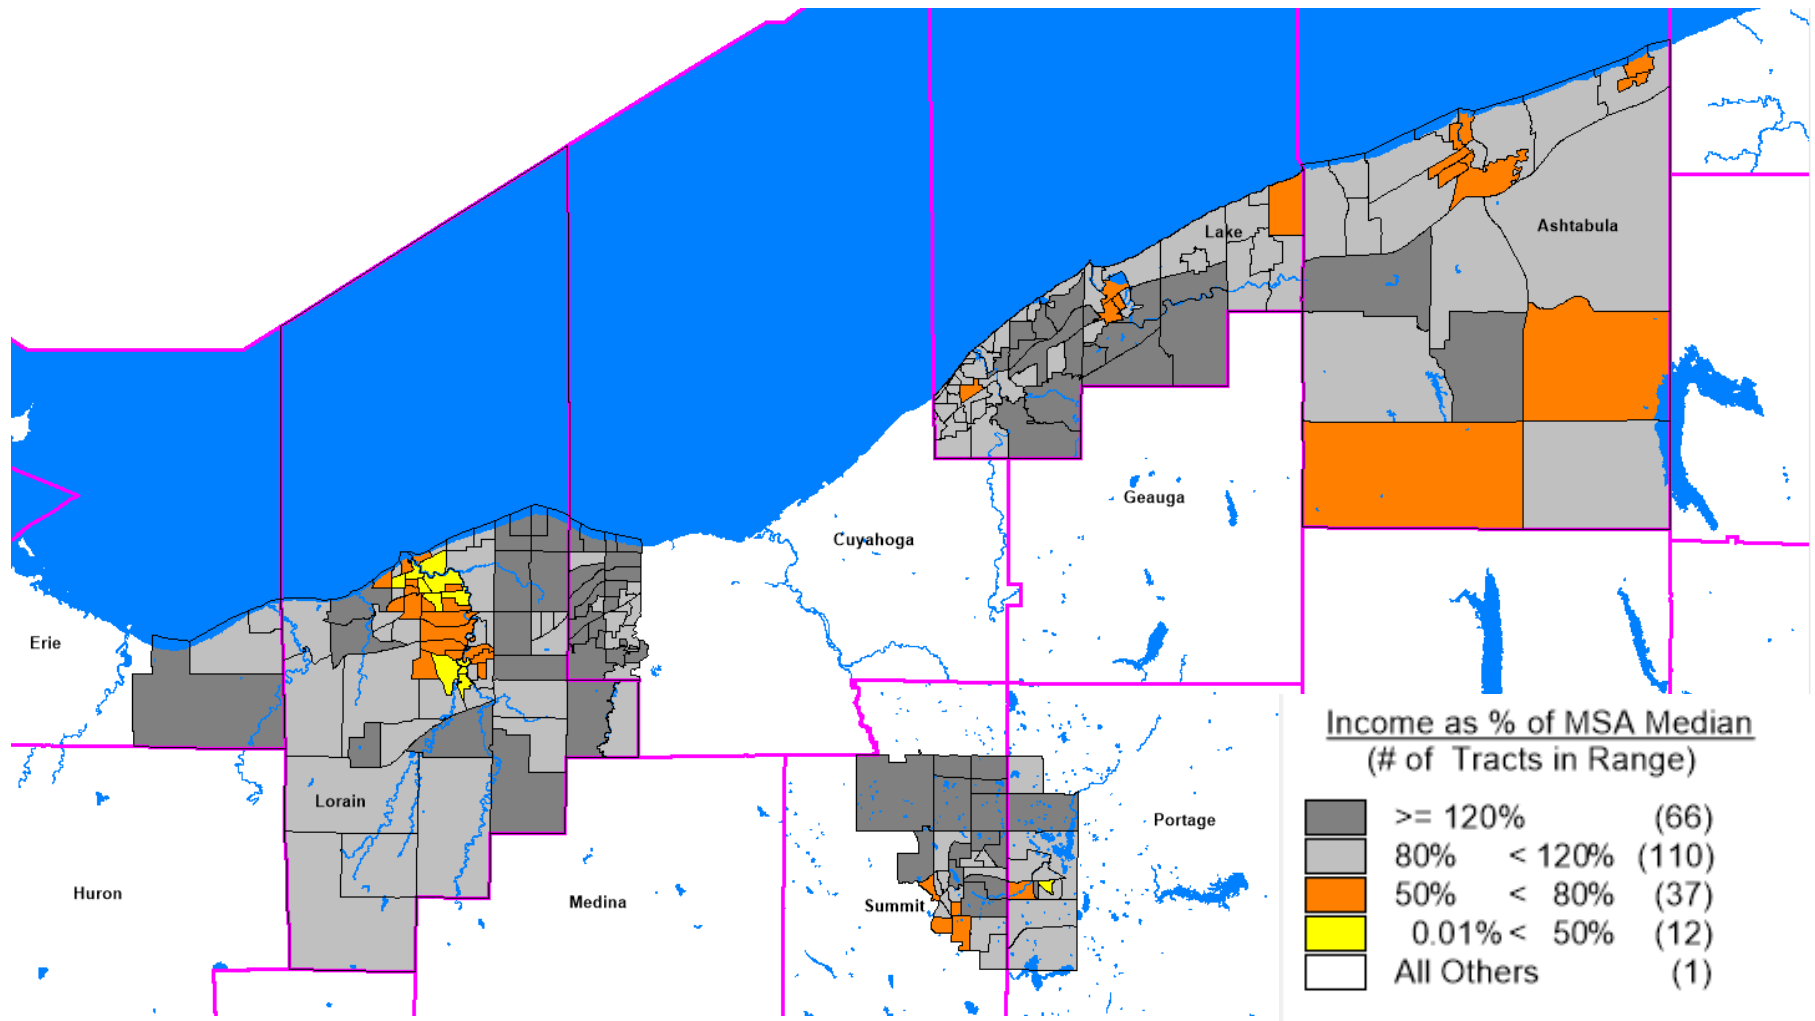 Ashtabula
Lake
Geauga
Cuyahoga
Erie
Lorain
Portage
Huron
Medina
Summit
Income as % of MSA Median
(# of Tracts in Range)
>= 120% (66)
80% < 120% (110)
50% < 80% (37)
0.01% < 50% (12)
All Others (1)